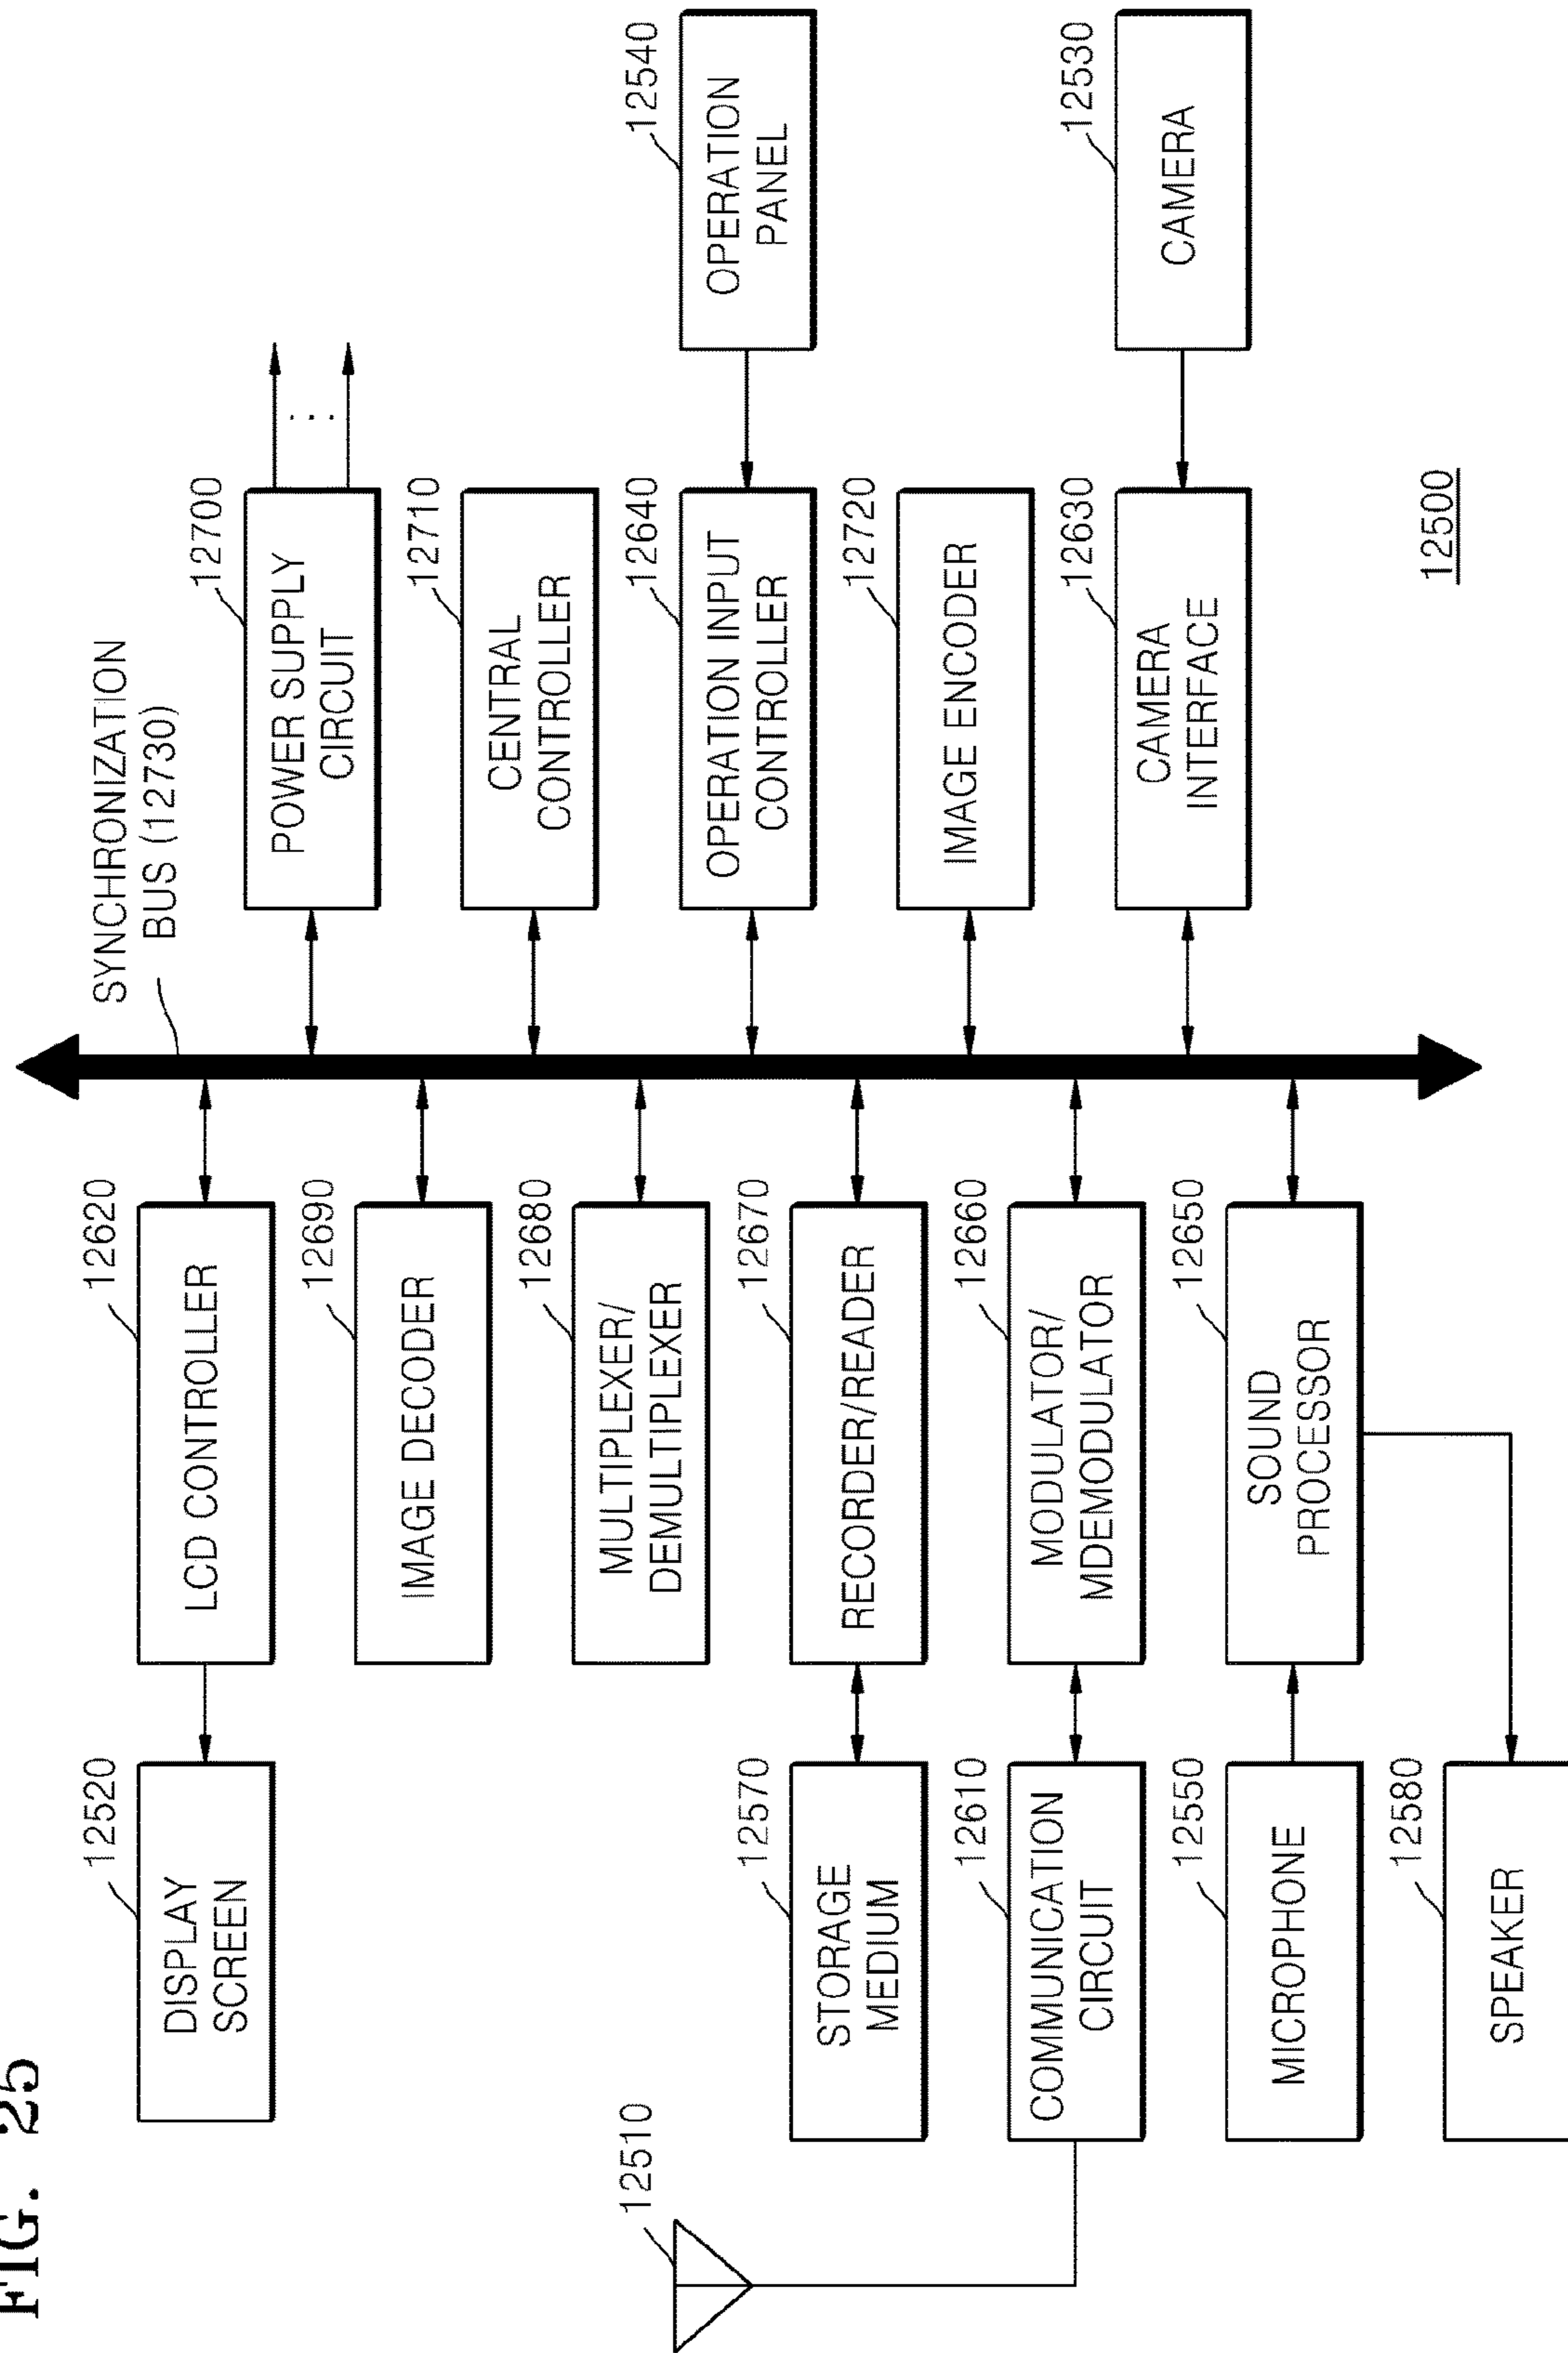 FIG. 25
SYNCHRONIZATION
BUS (12730)
12520
DISPLAY
SCREEN
12620
LCD CONTROLLER
12700
POWER SUPPLY
CIRCUIT
...
12690
IMAGE DECODER
12710
CENTRAL
CONTROLLER
12680
MULTIPLEXER/
DEMULTIPLEXER
12640
OPERATION INPUT
CONTROLLER
12540
OPERATION
PANEL
12510
12570
STORAGE
MEDIUM
12670
RECORDER/READER
12720
IMAGE ENCODER
12610
COMMUNICATION
CIRCUIT
12660
MODULATOR/
MDEMODULATOR
12630
CAMERA
INTERFACE
12530
CAMERA
12550
MICROPHONE
12650
SOUND
PROCESSOR
12580
SPEAKER
12500